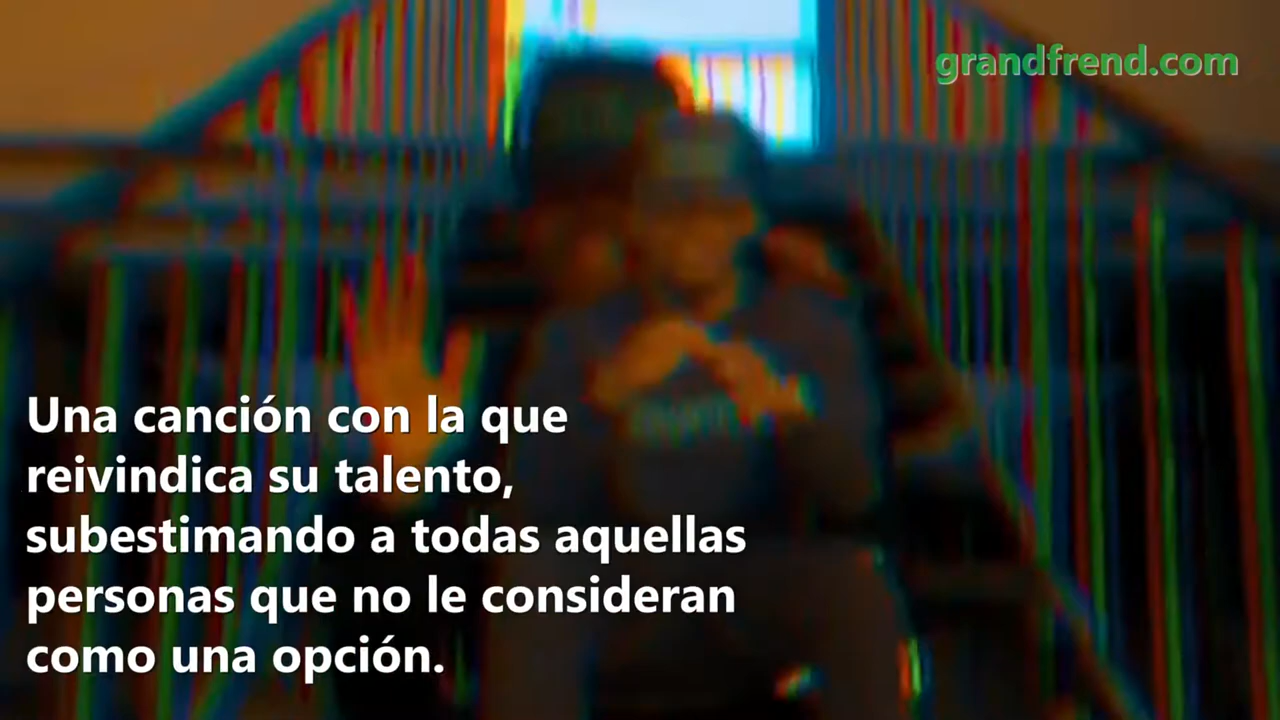 grandfrend.com
Una canción con la que
reivindica su talento,
subestimando a todas aquellas
personas que no le consideran
como una opción.